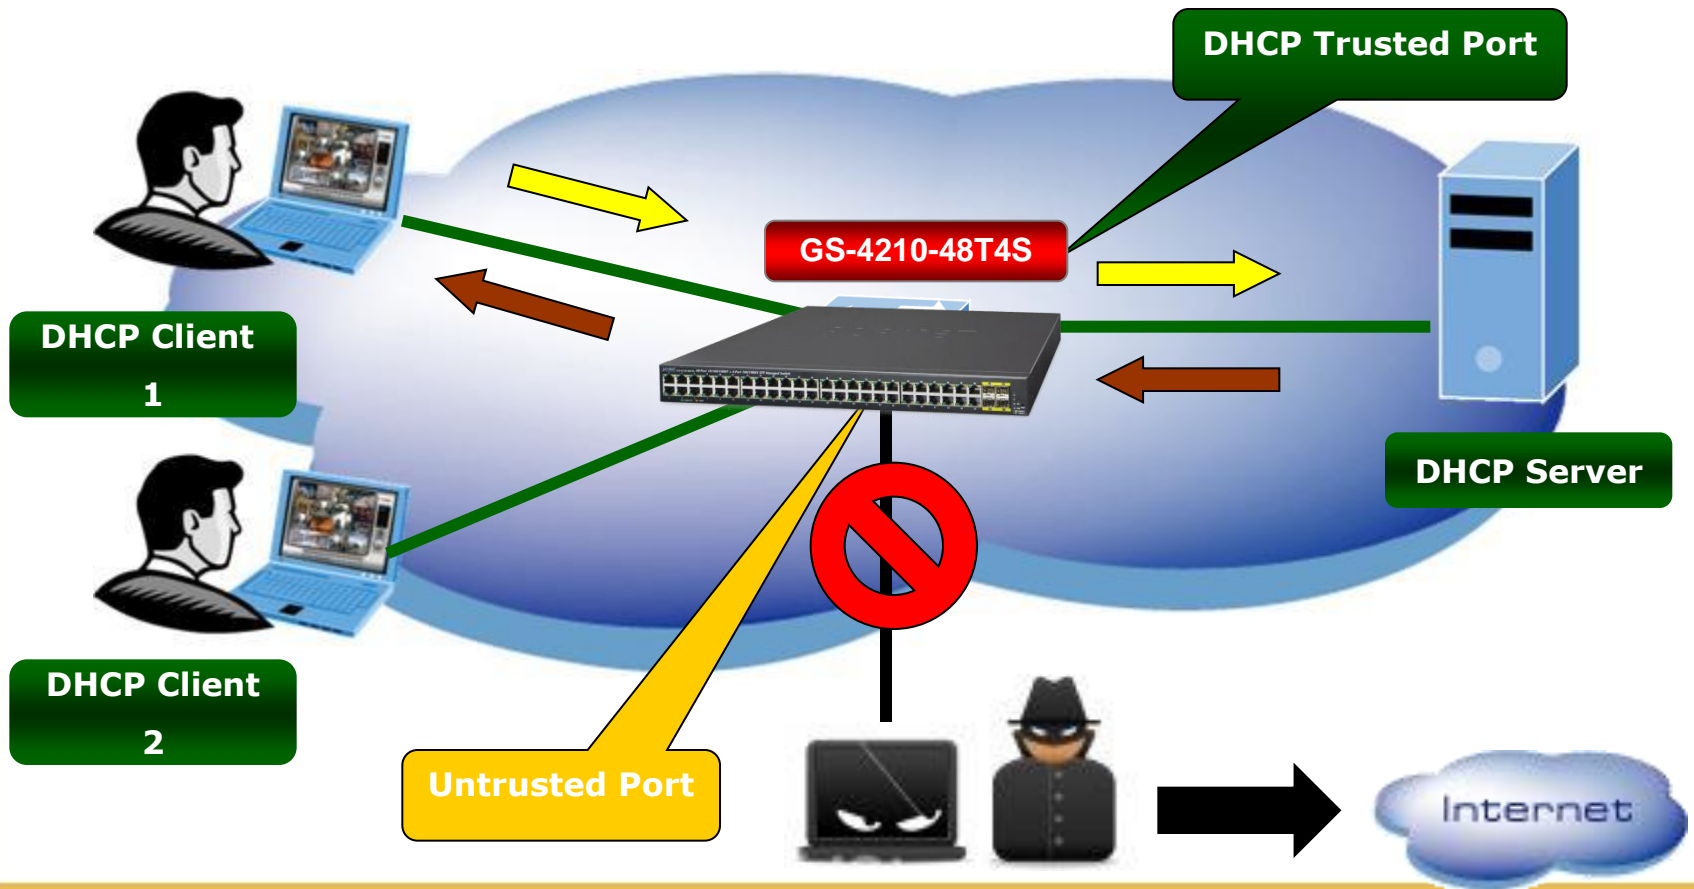 DHCP Trusted Port
GS-4210-48T4S
DHCP Client
1
DHCP Server
DHCP Client
2
Untrusted Port
Internet